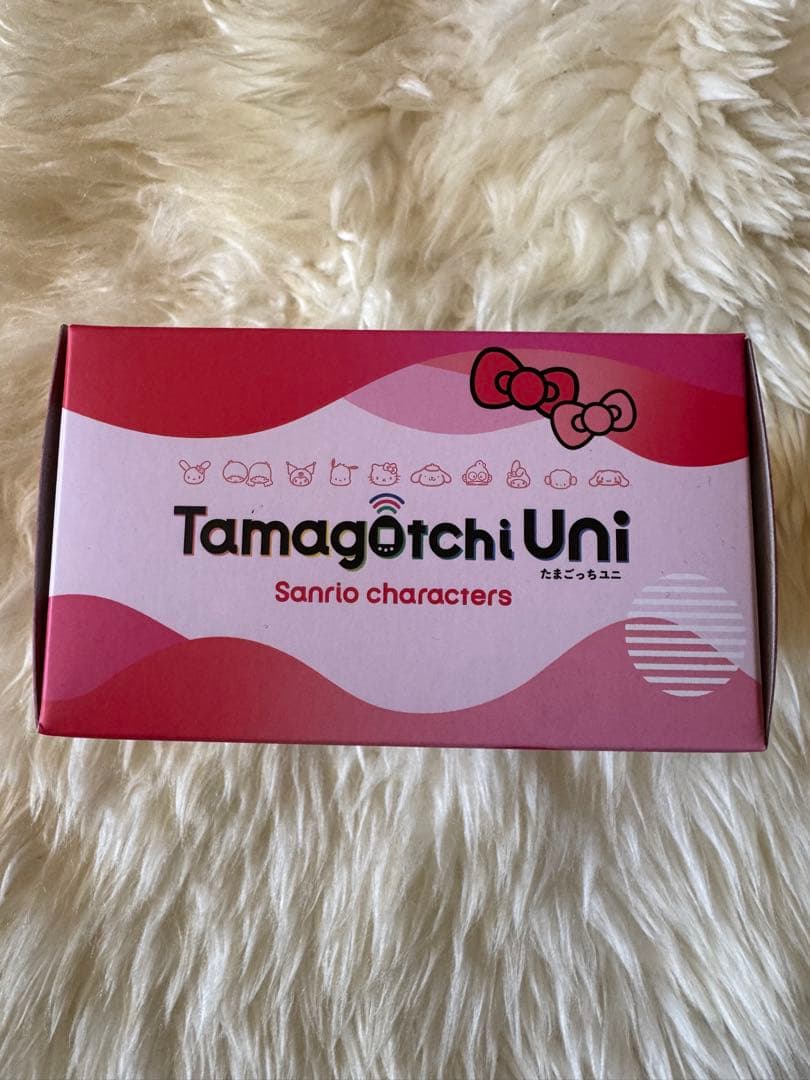 Tamagotchi Uni
たまごっちユニ
Sanrio characters